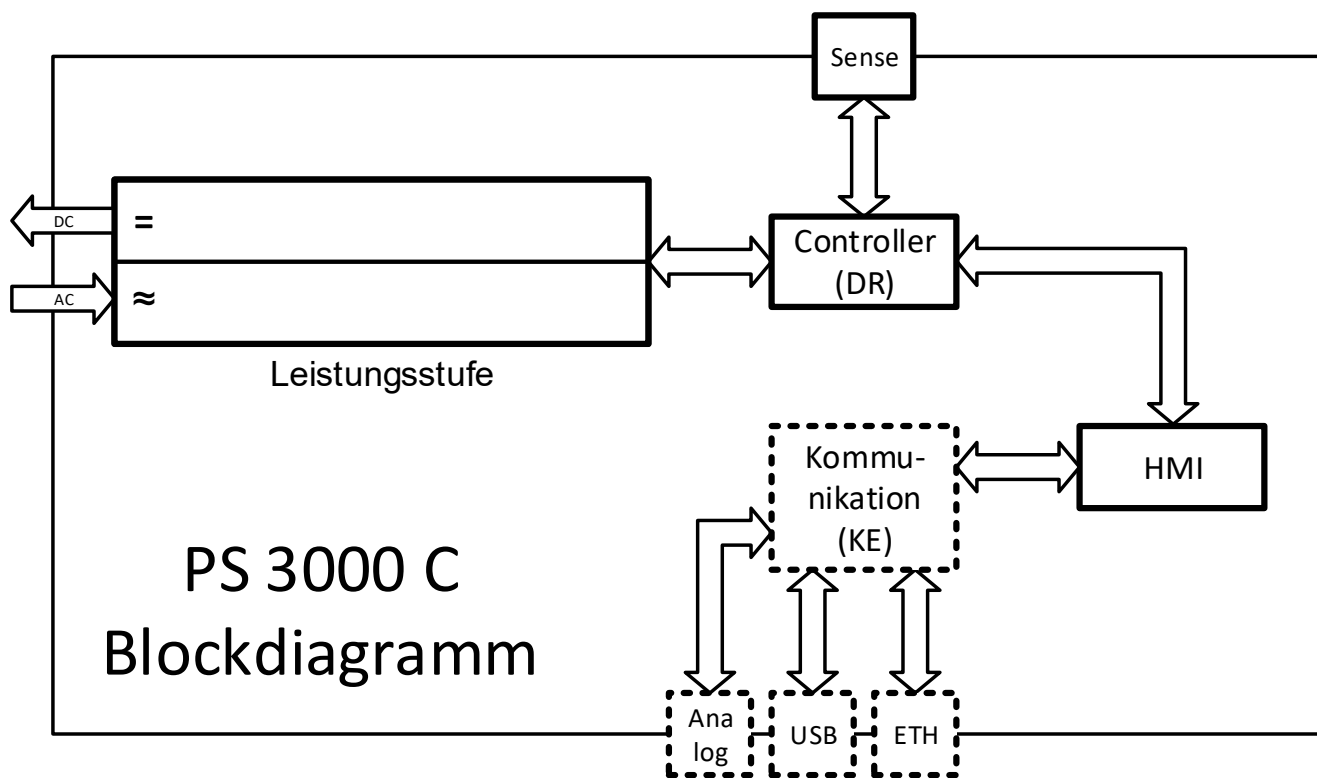 Sense
DC
=
Controller
(DR)
AC
≈
Leistungsstufe
Kommu-
nikation
(KE)
HMI
PS 3000 C
Blockdiagramm
Ana
log
USB
ETH